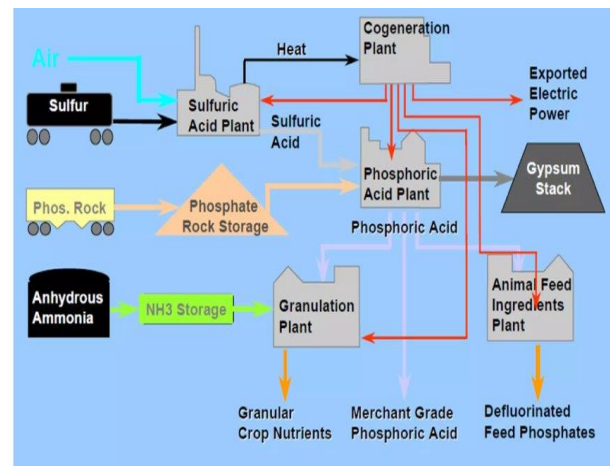 Air
Sulfur
Sulfuric
Acid Plant
Heat
Cogeneration
Plant
Exported
Electric
Power
Sulfuric
Acid
Phosphoric
Acid Plant
Gypsum
Stack
Phos. Rock
Phosphate
Rock Storage
Phosphoric Acid
Anhydrous
Ammonia
NH3 Storage
Granulation
Plant
Animal Feed
Ingredients
Plant
Granular
Crop Nutrients
Merchant Grade
Phosphoric Acid
Defluorinated
Feed Phosphates